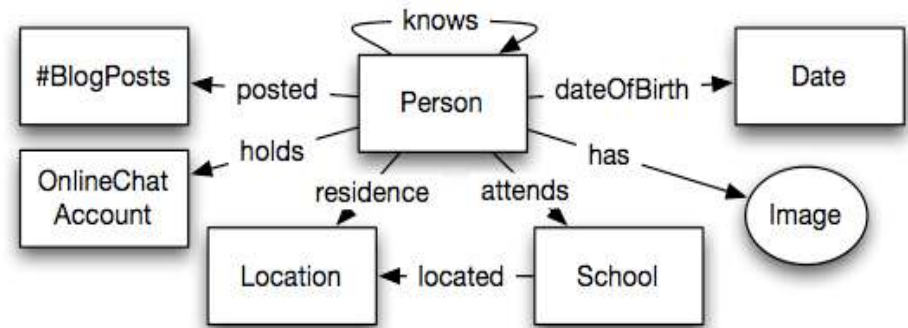 knows
#BlogPosts
posted
Person
dateOfBirth
Date
holds
has
OnlineChat
Account
residence
attends
Image
Location
located
School